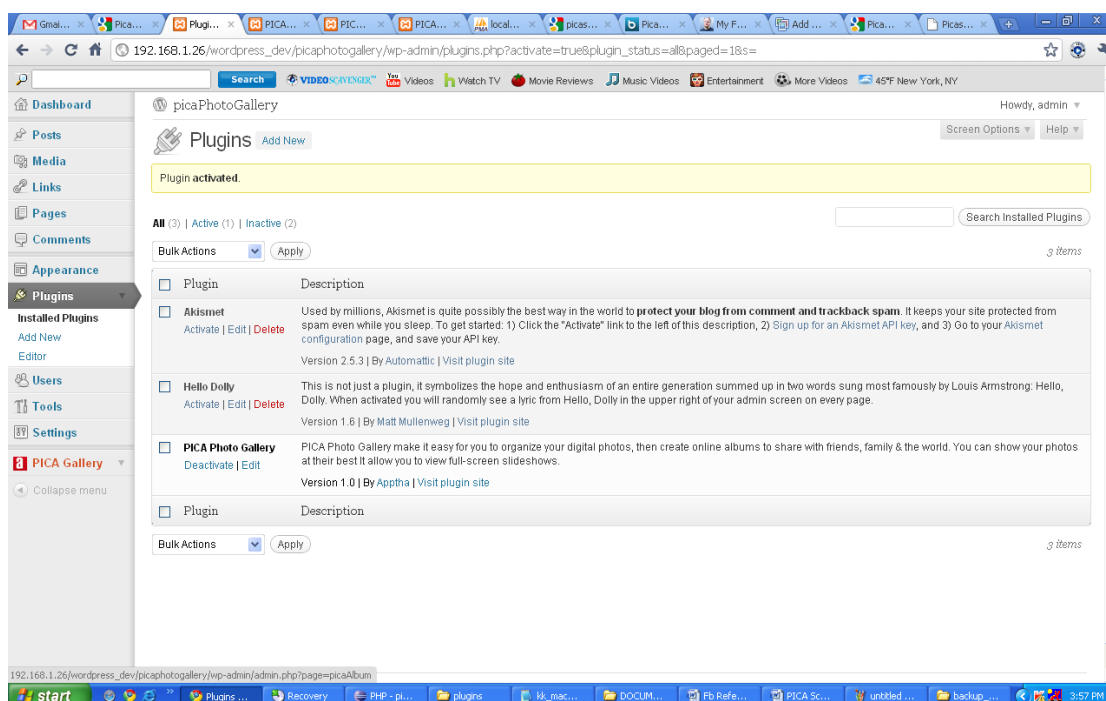 Gmai... Pica... Plugi... PICA... PIC... PICA... local... picas... Pica... My F... Add ... Pica... Picas...
192.168.1.26/wordpress_dev/picaphotogallery/wp-admin/plugins.php?activate=true&plugin_status=all&paged=1&s=
Search VIDEOSCAVENGER™ Videos Watch TV Movie Reviews Music Videos Entertainment More Videos 45°F New York, NY
Dashboard
Posts
Media
Links
Pages
Comments
Appearance
Plugins
Installed Plugins
Add New
Editor
Users
Tools
Settings
PICA Gallery
Collapse menu
picaPhotoGallery Howdy, admin
Screen Options Help
Plugins Add New
Plugin activated.
All (3) | Active (1) | Inactive (2) Search Installed Plugins
Bulk Actions Apply 3 items
Plugin Description
Akismet
Activate | Edit | Delete
Used by millions, Akismet is quite possibly the best way in the world to protect your blog from comment and trackback spam. It keeps your site protected from
spam even while you sleep. To get started: 1) Click the "Activate" link to the left of this description, 2) Sign up for an Akismet API key, and 3) Go to your Akismet
configuration page, and save your API key.
Version 2.5.3 | By Automattic | Visit plugin site
Hello Dolly
Activate | Edit | Delete
This is not just a plugin, it symbolizes the hope and enthusiasm of an entire generation summed up in two words sung most famously by Louis Armstrong: Hello,
Dolly. When activated you will randomly see a lyric from Hello, Dolly in the upper right of your admin screen on every page.
Version 1.6 | By Matt Mullenweg | Visit plugin site
PICA Photo Gallery
Deactivate | Edit
PICA Photo Gallery make it easy for you to organize your digital photos, then create online albums to share with friends, family & the world. You can show your photos
at their best It allow you to view full-screen slideshows.
Version 1.0 | By Apptha | Visit plugin site
Plugin Description
Bulk Actions Apply 3 items
192.168.1.26/wordpress_dev/picaphotogallery/wp-admin/admin.php?page=picaAlbum
start Plugins ... Recovery PHP - pi... plugins kk_mac... DOCUM... Fb Refe... PICA Sc... untitled ... backup_... 3:57 PM